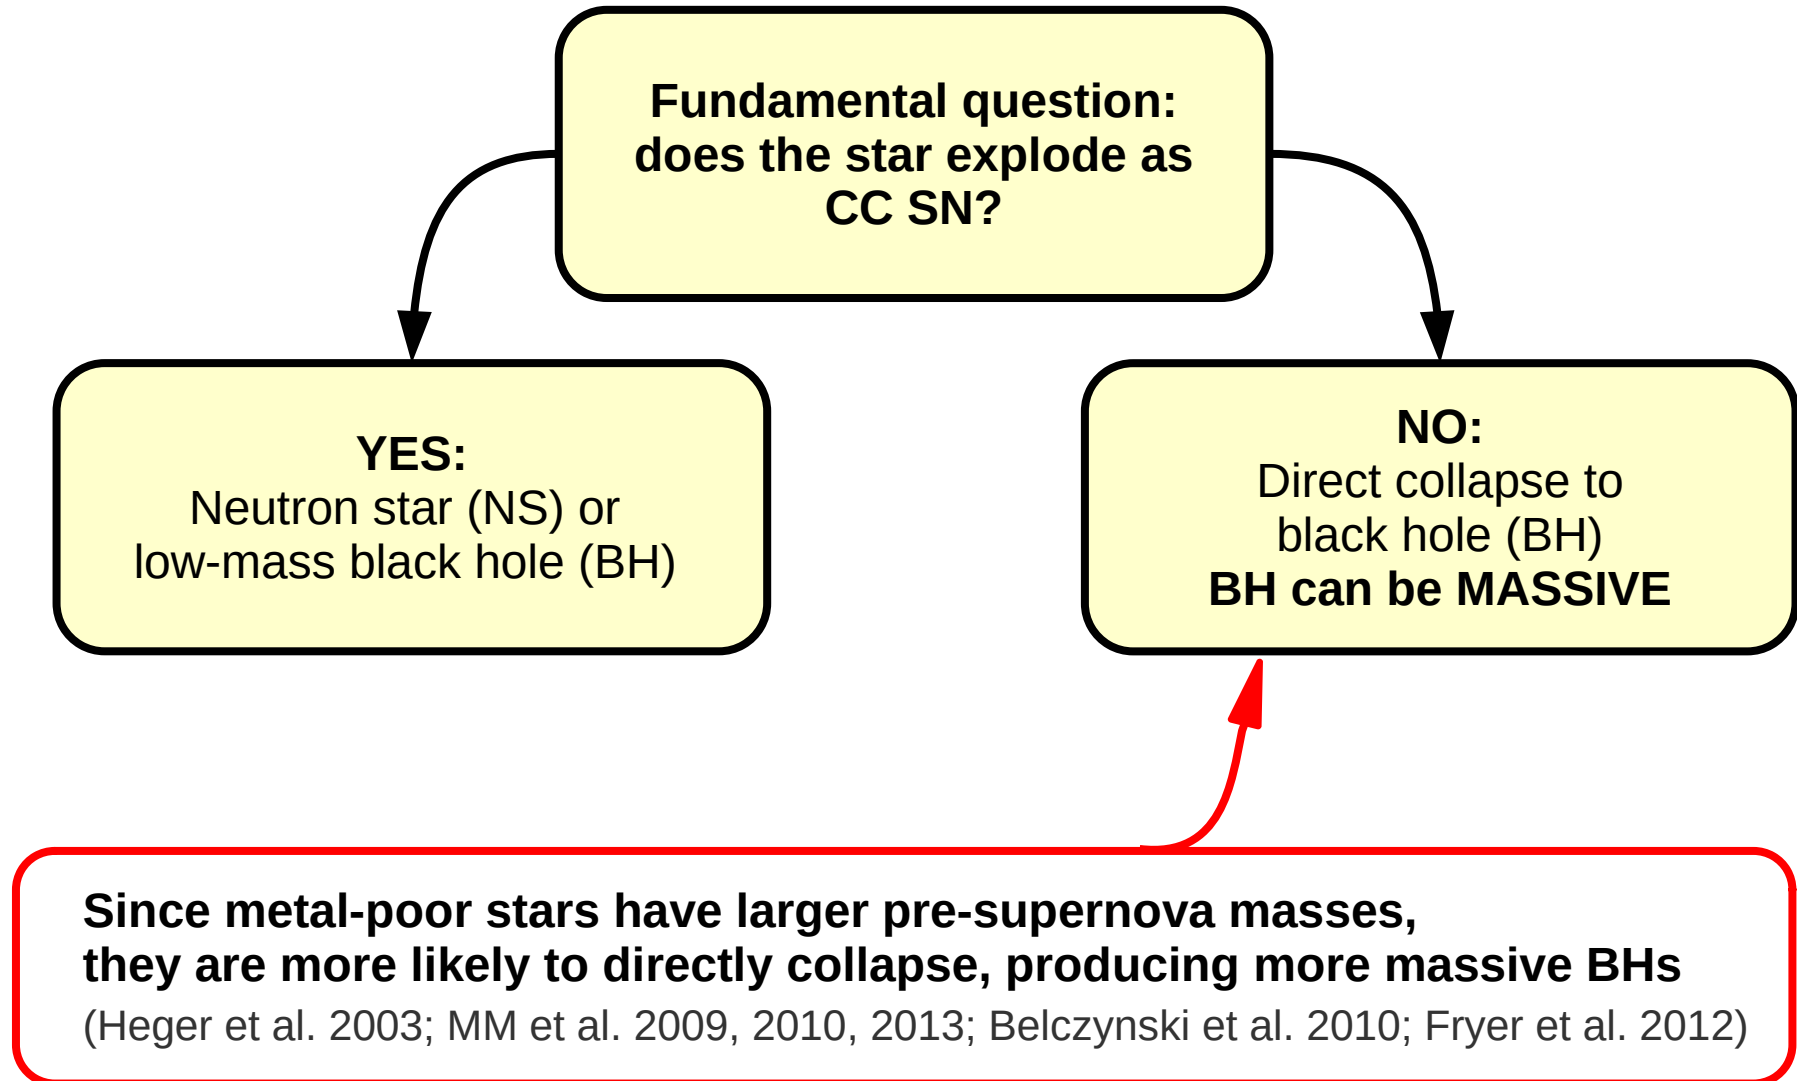 Fundamental question:
does the star explode as
CC SN?
YES:
Neutron star (NS) or
low-mass black hole (BH)
NO:
Direct collapse to
black hole (BH)
BH can be MASSIVE
Since metal-poor stars have larger pre-supernova masses,
they are more likely to directly collapse, producing more massive BHs
(Heger et al. 2003; MM et al. 2009, 2010, 2013; Belczynski et al. 2010; Fryer et al. 2012)